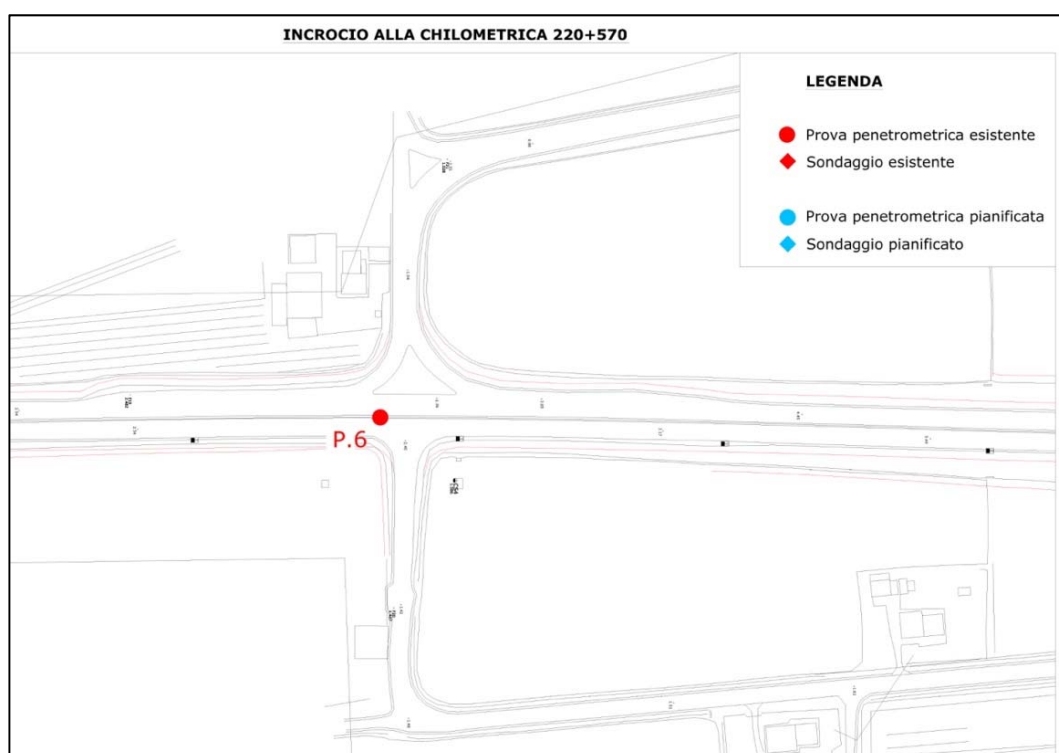 INCROCIO ALLA CHILOMETRICA 220+570
LEGENDA
Prova penetrometrica esistente
Sondaggio esistente
Prova penetrometrica pianificata
Sondaggio pianificato
P.6